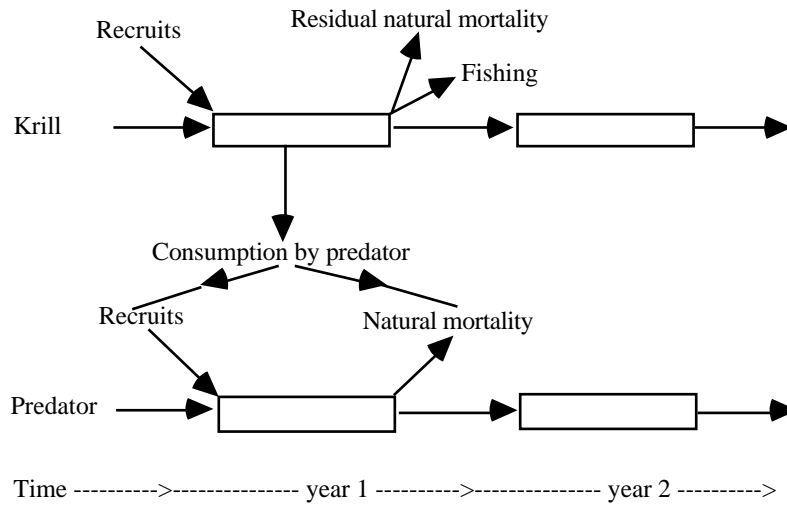 Residual natural mortality
Recruits
Fishing
Krill
Consumption by predator
Recruits
Natural mortality
Predator
Time ---------->--------------- year 1 ---------->--------------- year 2 ---------->